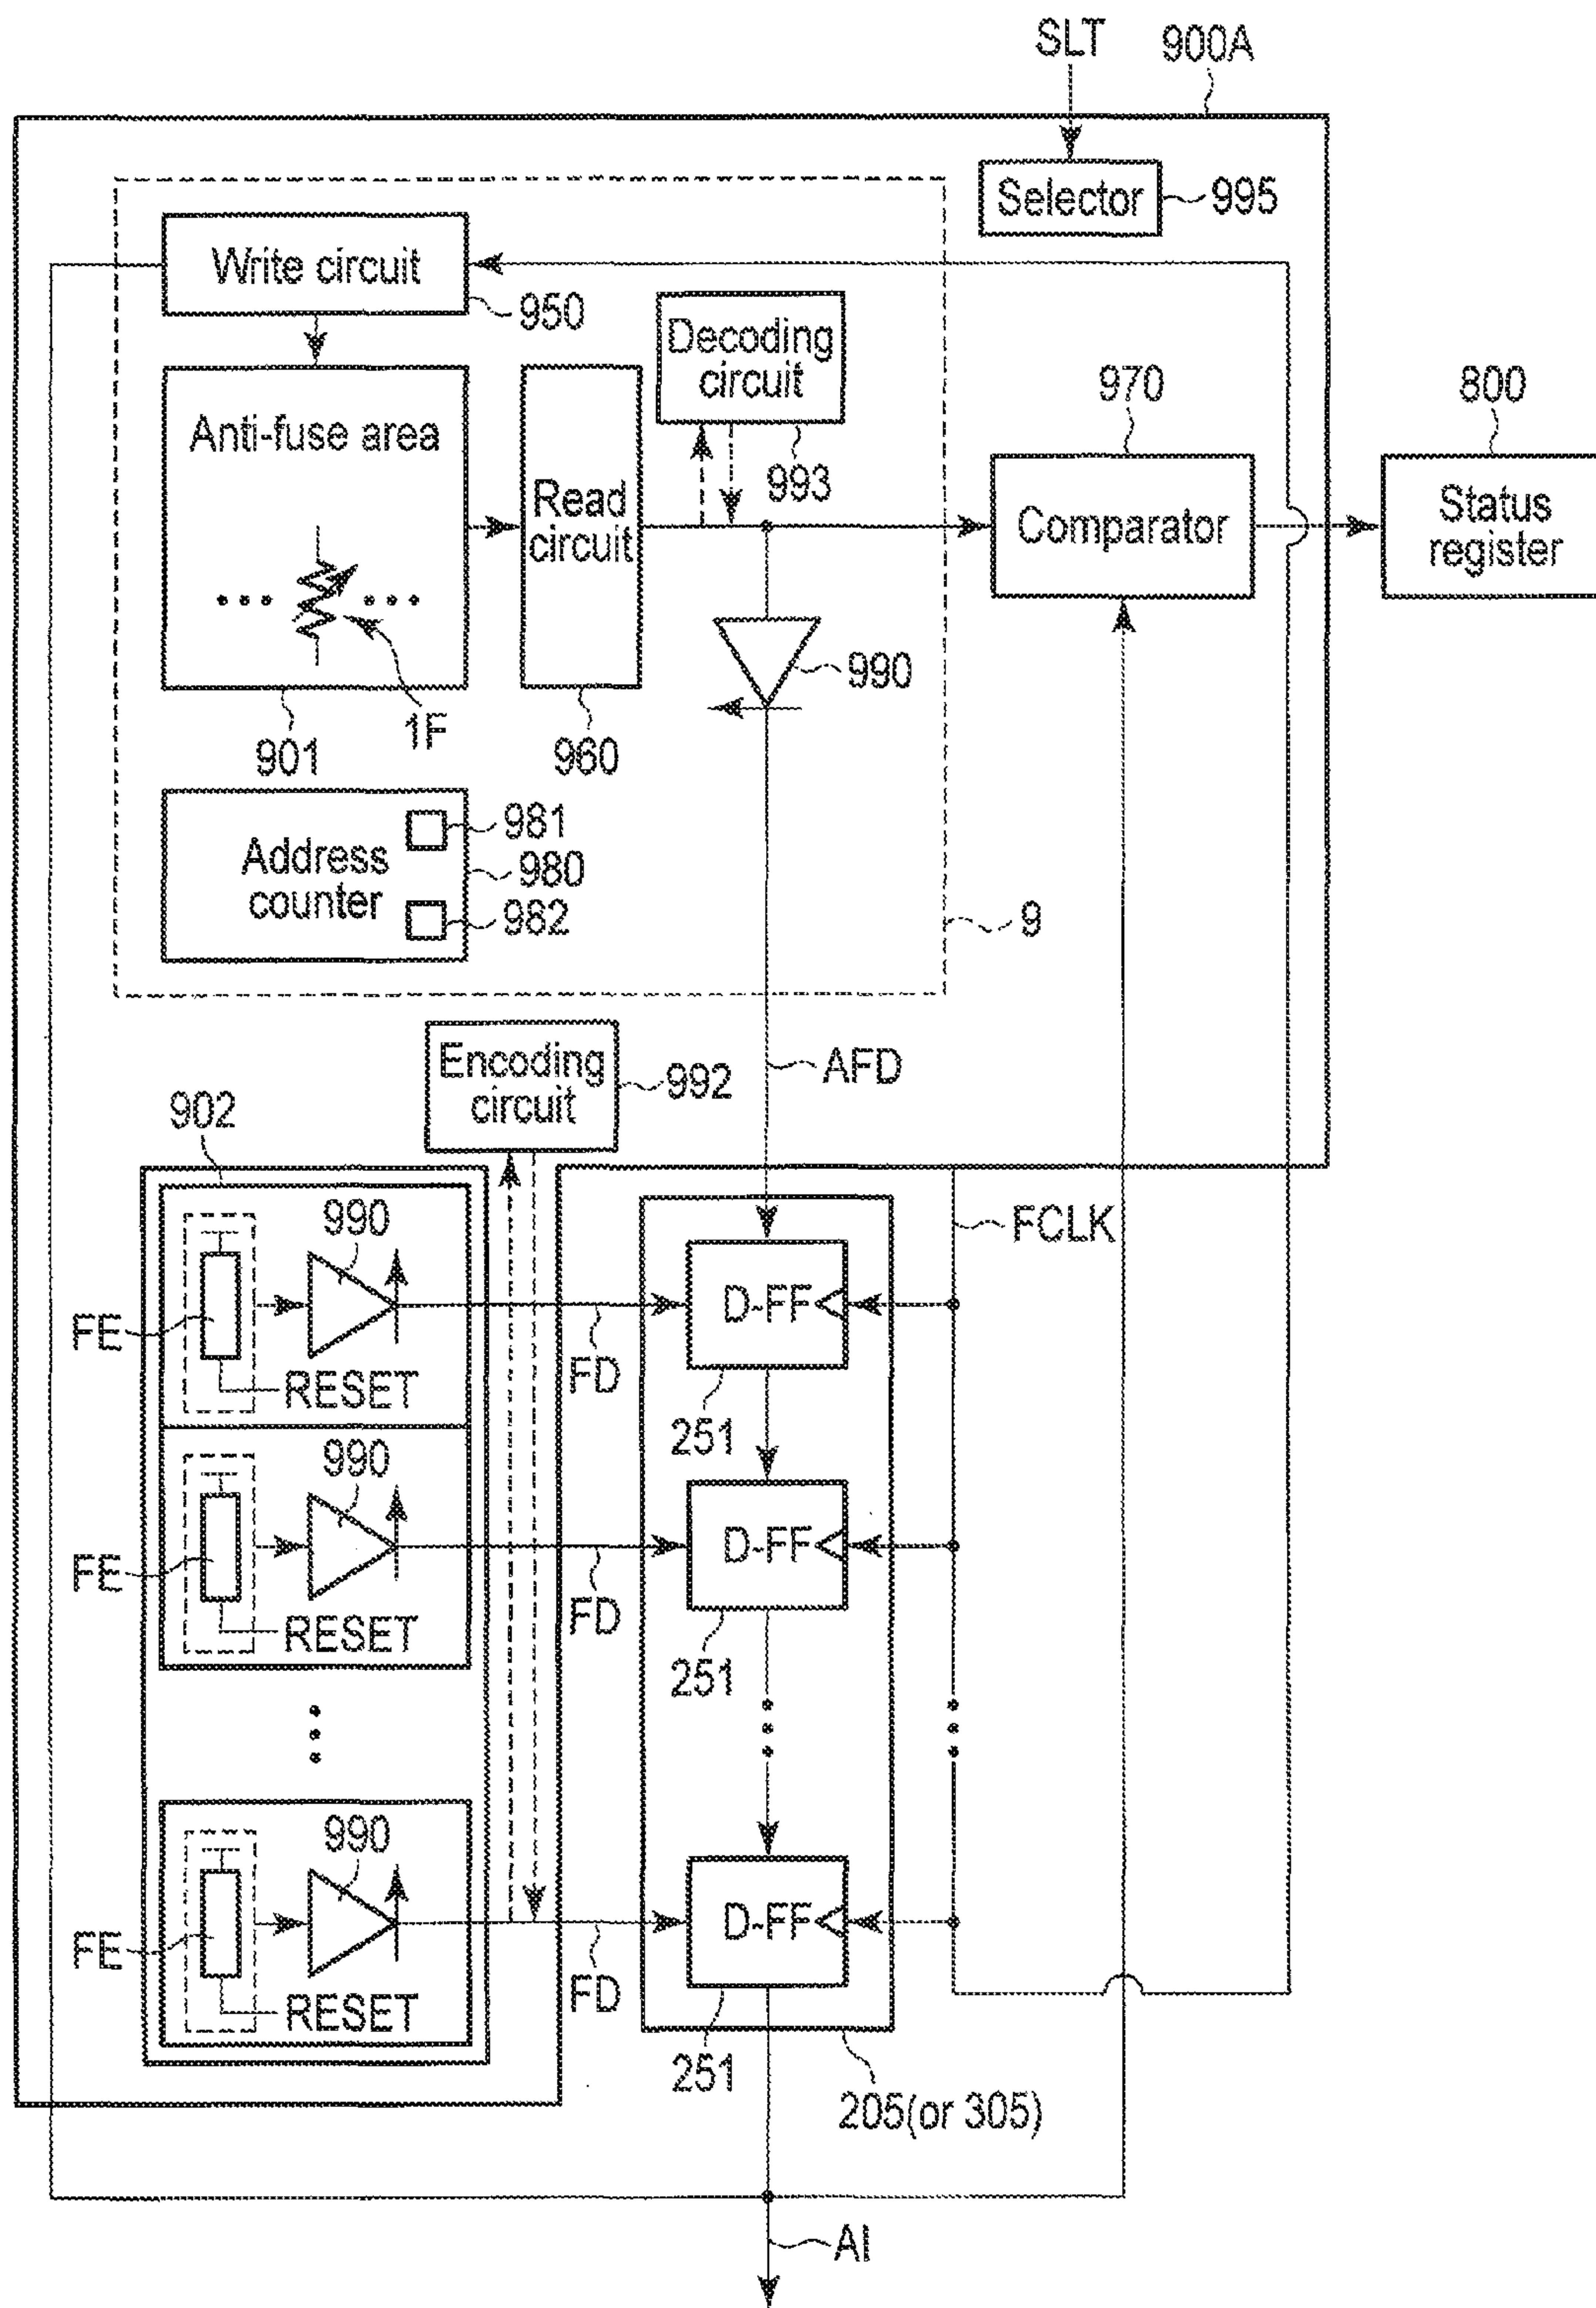 SLT
900A
Selector
995
Write circuit
950
Decoding
circuit
993
970
800
Anti-fuse area
Read
circuit
Comparator
Status
register
990
1F
901
960
981
Address
counter
980
982
9
Encoding
circuit
992
AFD
902
990
FCLK
D-FF
FE
FD
RESET
251
990
D-FF
FE
FD
RESET
251
990
D-FF
FE
FD
RESET
251
205(or 305)
AI